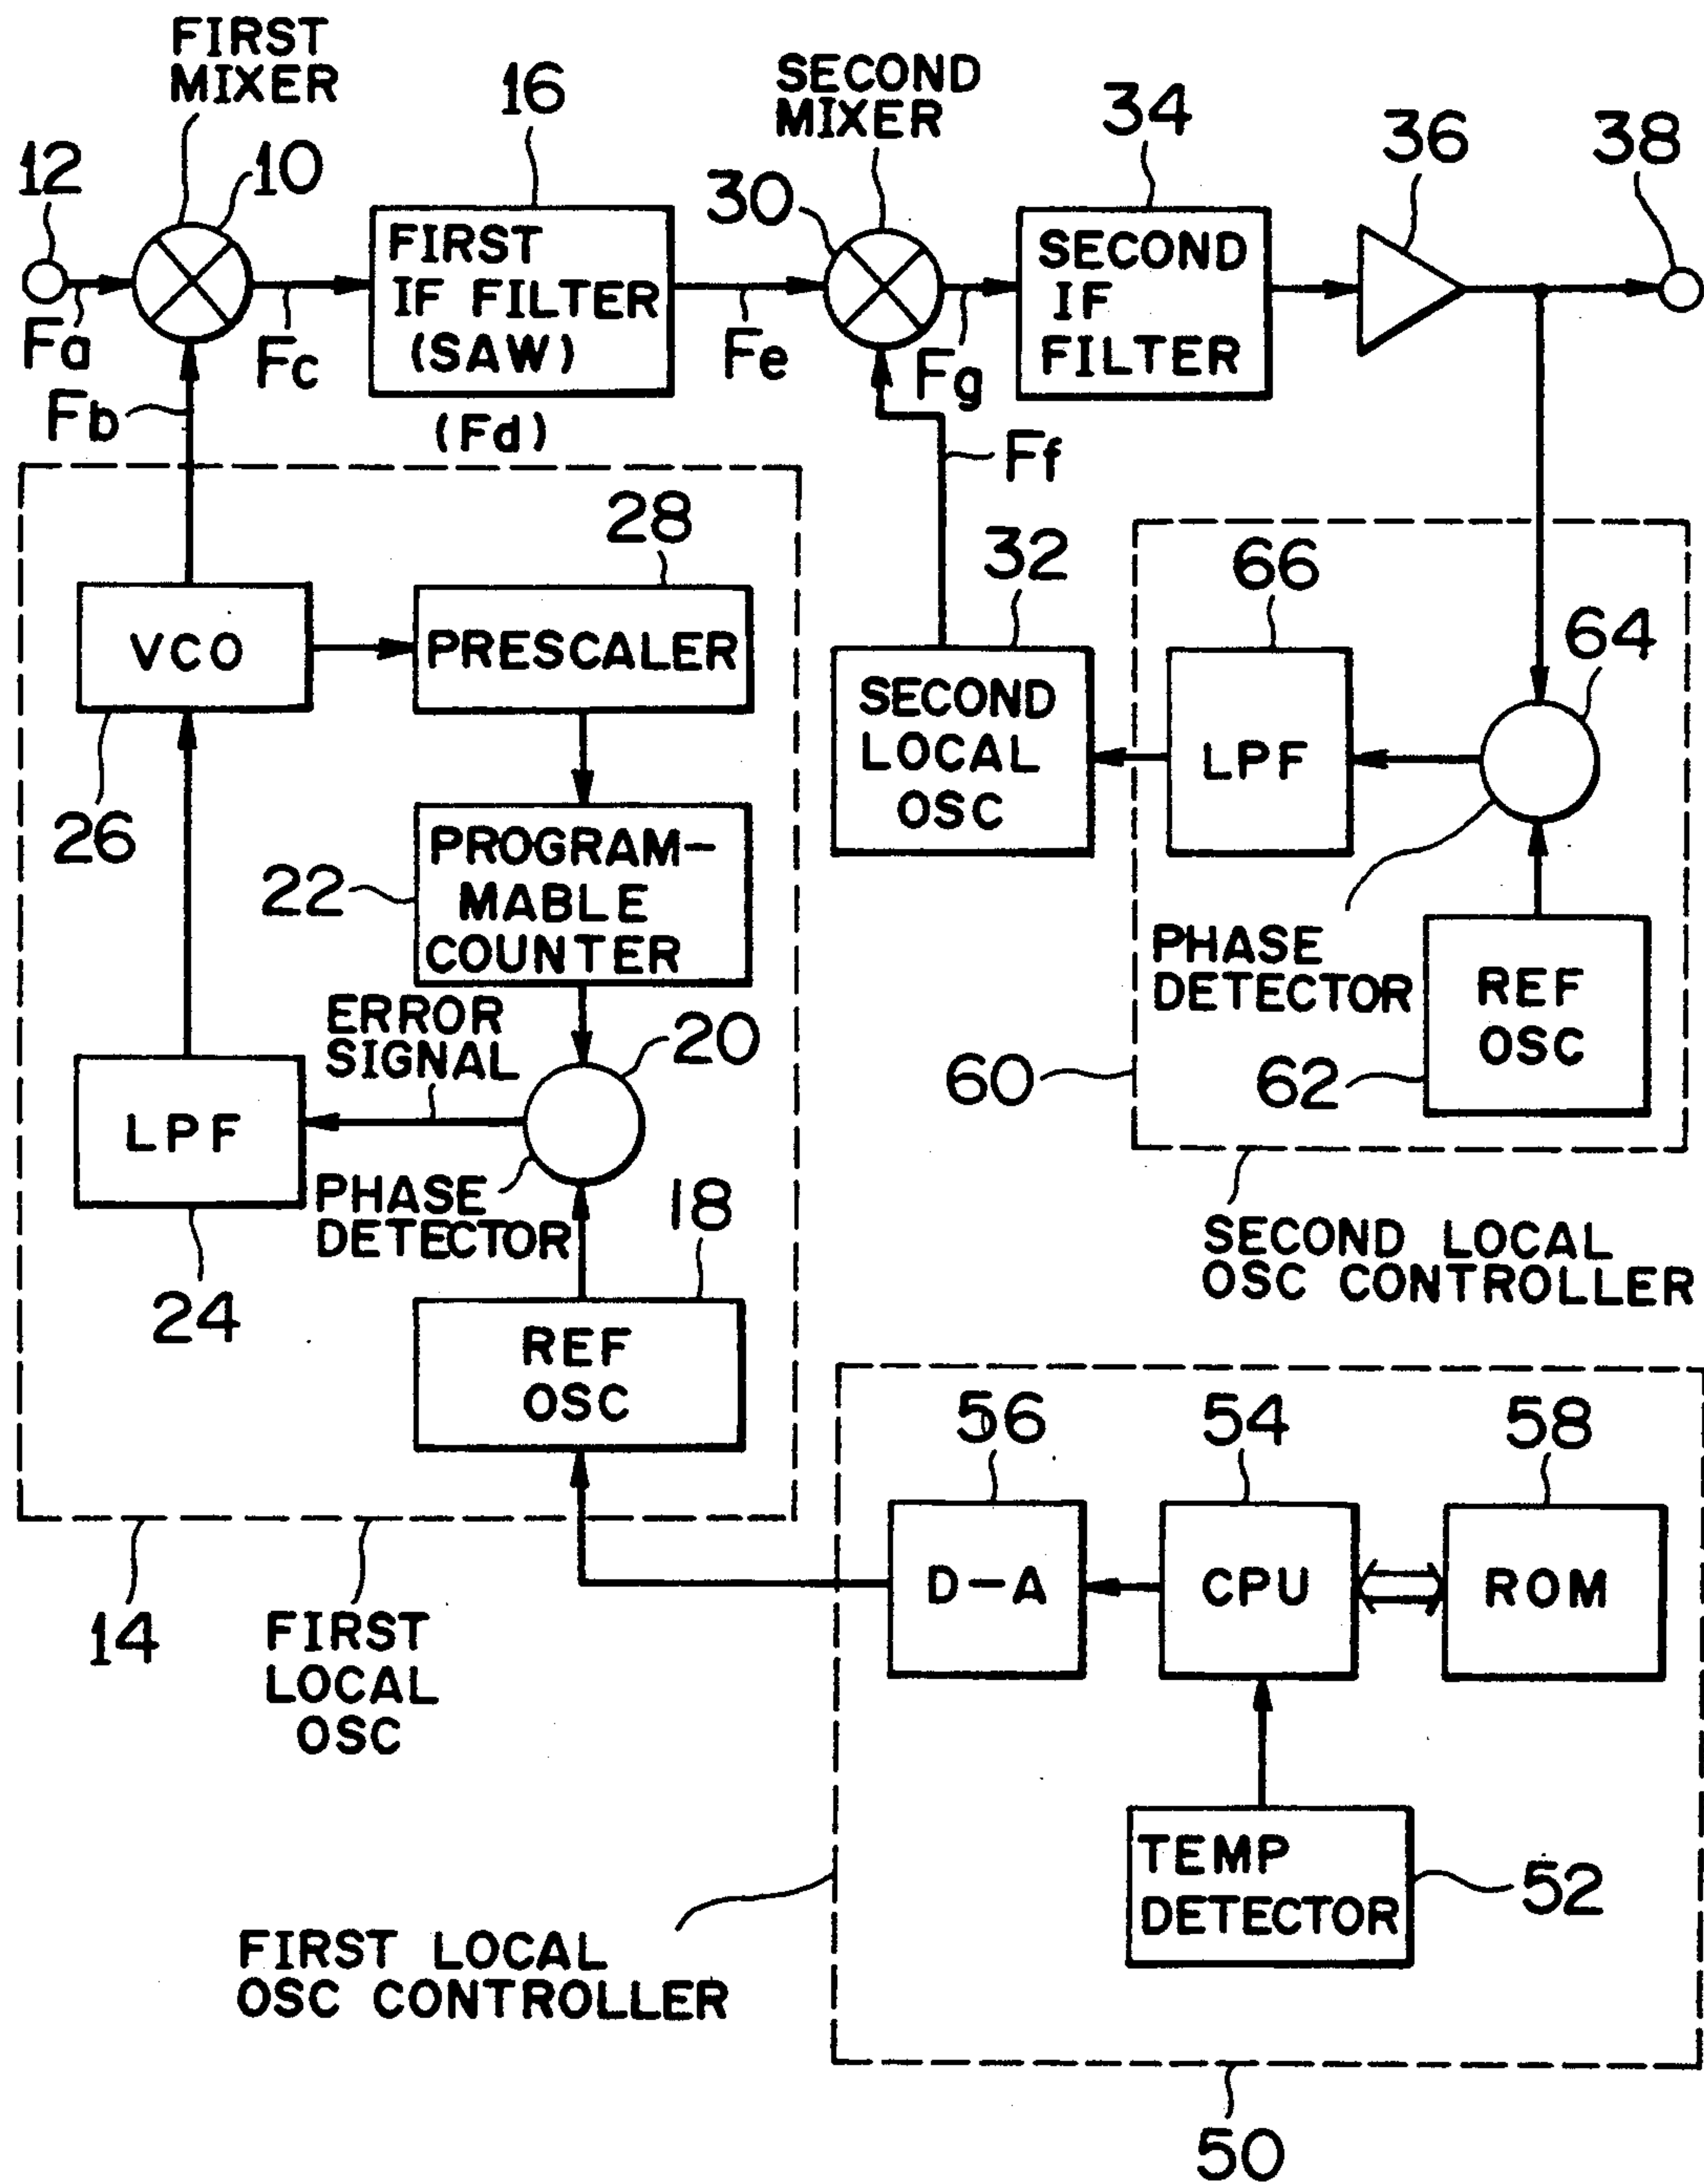 FIRST
MIXER
16
SECOND
MIXER
34
36
38
12
10
30
FIRST
IF FILTER
(SAW)
SECOND
IF
FILTER
Fa
Fc
Fe
Fg
Fb
(Fd)
Ff
28
32
66
64
VCO
PRESCALER
SECOND
LOCAL
OSC
LPF
26
22
PROGRAM-
MABLE
COUNTER
PHASE
DETECTOR
REF
OSC
ERROR
SIGNAL
20
60
62
LPF
PHASE
DETECTOR
18
SECOND LOCAL
OSC CONTROLLER
24
REF
OSC
56
54
58
D-A
CPU
ROM
14
FIRST
LOCAL
OSC
TEMP
DETECTOR
52
FIRST LOCAL
OSC CONTROLLER
50